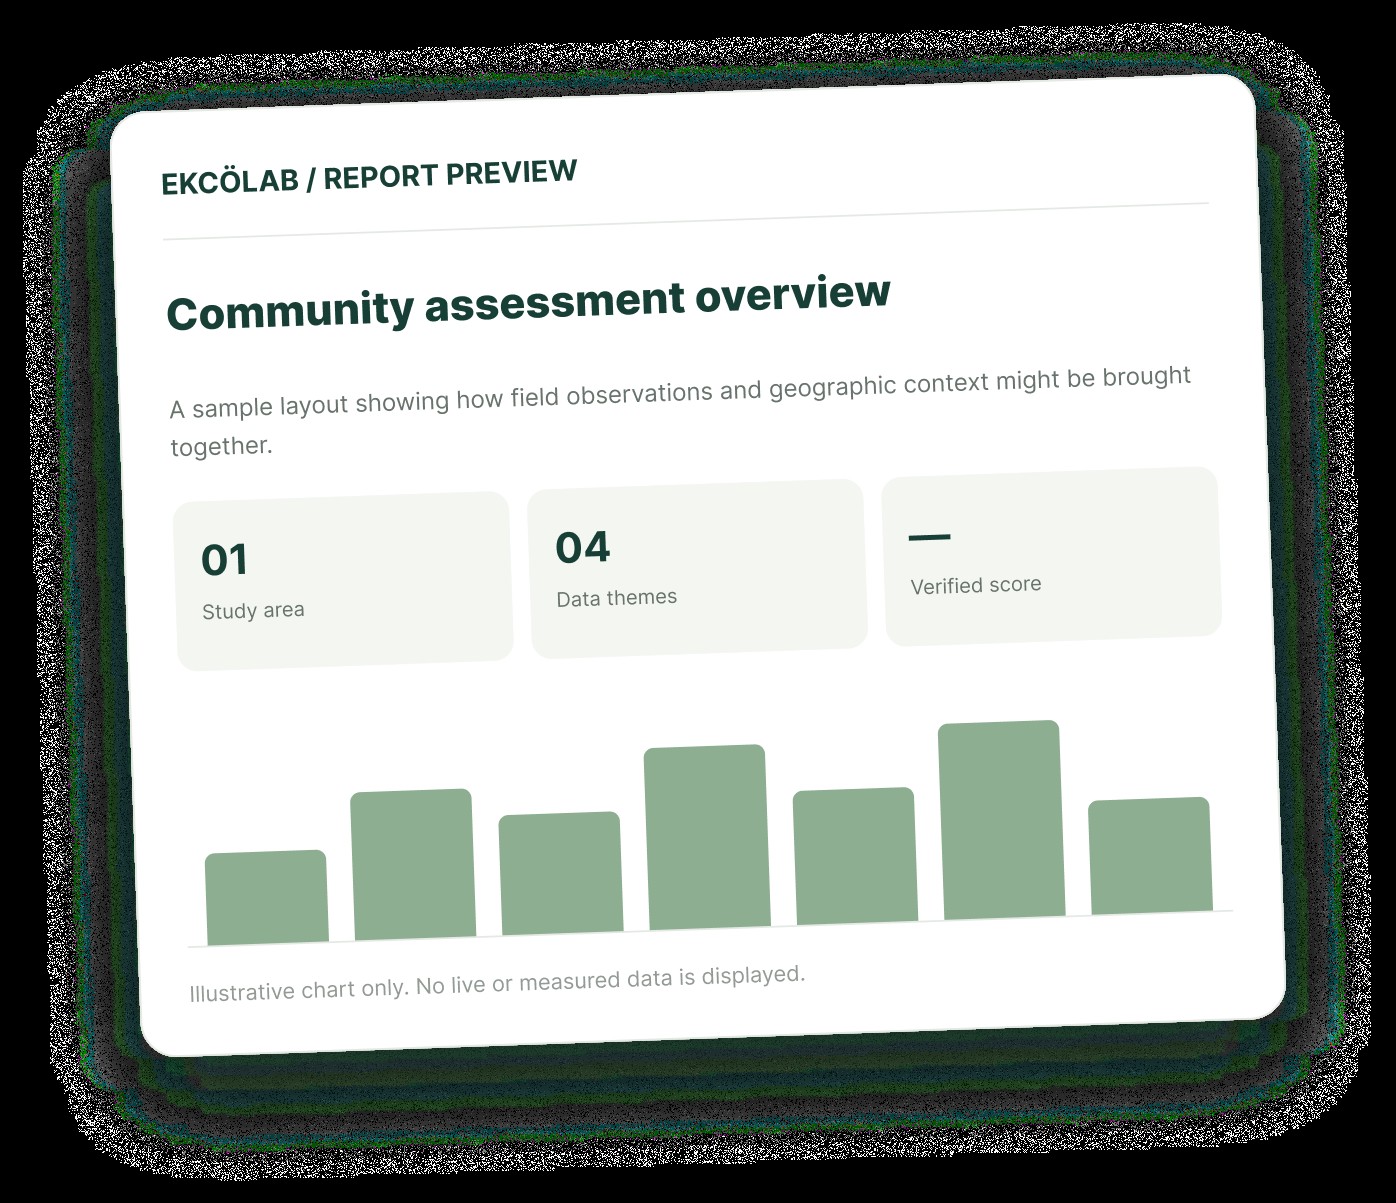 EKCÖLAB / REPORT PREVIEW
Community assessment overview
A sample layout showing how field observations and geographic context might be brought
together.
01
Study area
04
Data themes
—
Verified score
Illustrative chart only. No live or measured data is displayed.